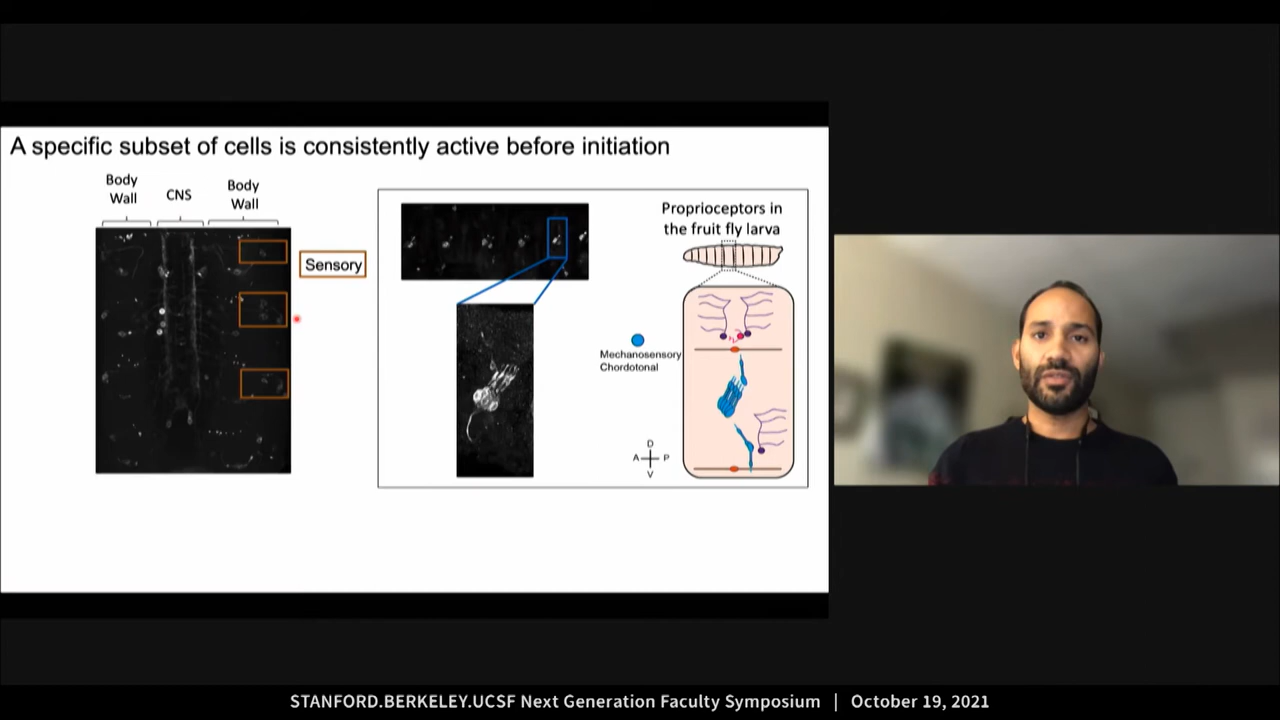 A specific subset of cells is consistently active before initiation
Body
Wall
CNS
Body
Wall
Sensory
Proprioceptors in
the fruit fly larva
Mechanosensory
Chordotonal
D
A
P
V
STANFORD.BERKELEY.UCSF Next Generation Faculty Symposium | October 19, 2021